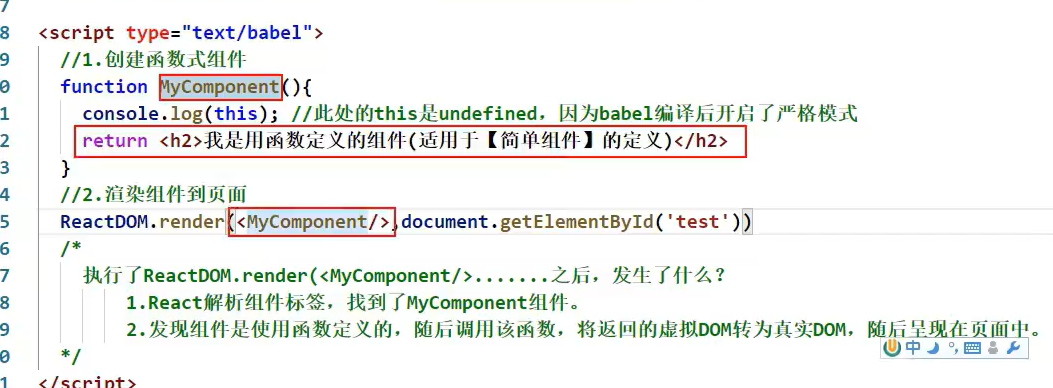 7
8 <script type="text/babel">
9 //1.创建函数式组件
0 function MyComponent(){
1 console.log(this); //此处的this是undefined，因为babel编译后开启了严格模式
2 return <h2>我是用函数定义的组件(适用于【简单组件】的定义)</h2>
3 }
4 //2.渲染组件到页面
5 ReactDOM.render(<MyComponent/>,document.getElementById('test'))
6 /*
7 执行了ReactDOM.render(<MyComponent/>.......之后，发生了什么？
8 1.React解析组件标签，找到了MyComponent组件。
9 2.发现组件是使用函数定义的，随后调用该函数，将返回的虚拟DOM转为真实DOM，随后呈现在页面中。
0 */
中
1 </script>